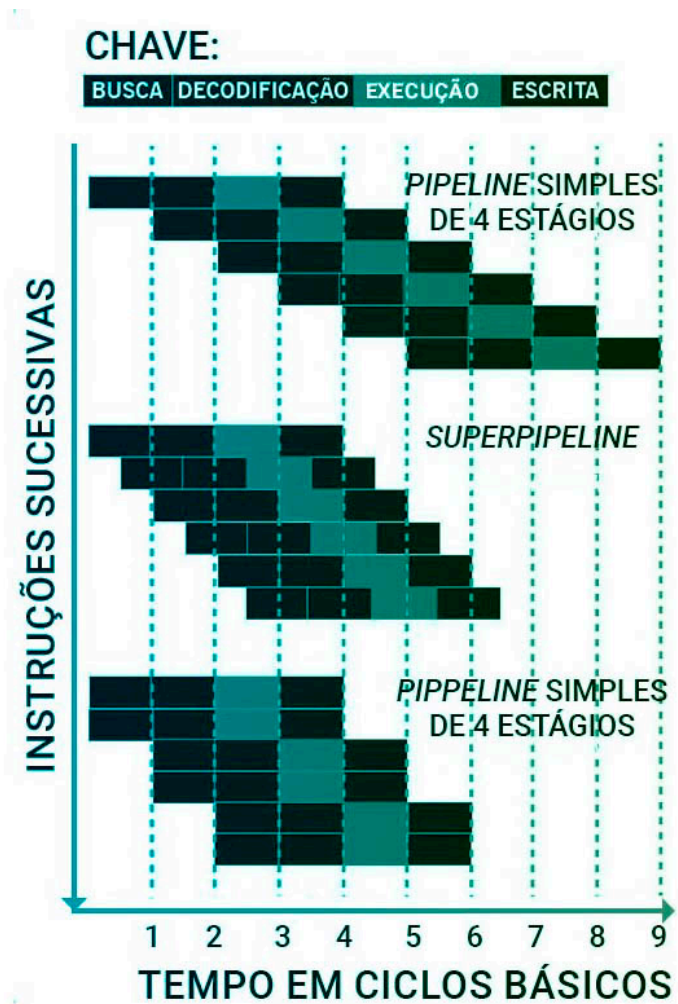 CHAVE:
BUSCA DECODIFICAÇÃO EXECUÇÃO ESCRITA
PIPELINE SIMPLES
DE 4 ESTÁGIOS
SUPERPIPELINE
PIPPELINE SIMPLES
DE 4 ESTÁGIOS
INSTRUÇÕES SUCESSIVAS
1 2 3 4 5 6 7 8 9
TEMPO EM CICLOS BÁSICOS